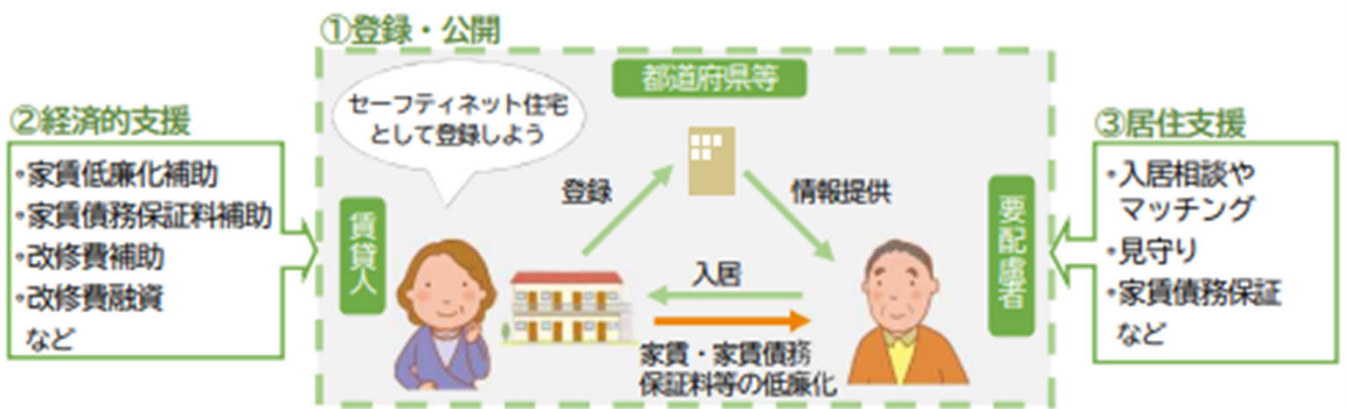 ①登録・公開
都道府県等
セーフティネット住宅
として登録しよう
②経済的支援
•家賃低廉化補助
•家賃債務保証料補助
•改修費補助
•改修費融資
など
賃貸人
登録
情報提供
入居
家賃・家賃債務
保証料等の低廉化
要配慮者
③居住支援
•入居相談や
マッチング
•見守り
•家賃債務保証
など